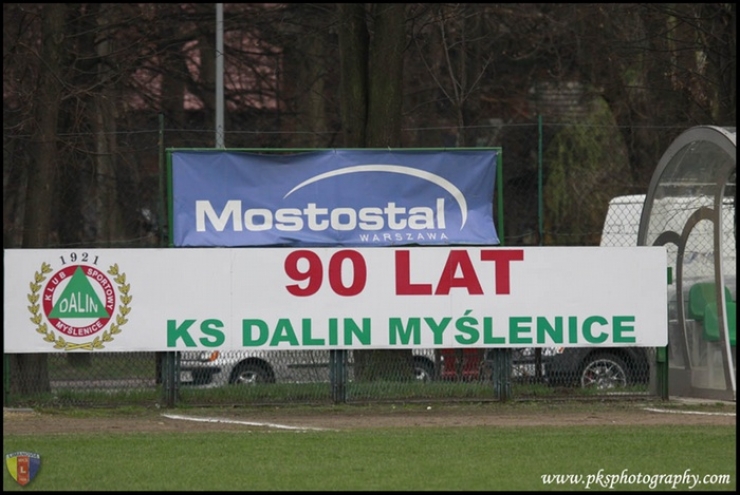 Mostostal
WARSZAWA
1921
KLUB SPORTOWY
DALIN
MYŚLENICE
90 LAT
KS DALIN MYŚLENICE
www.pksphotography.com